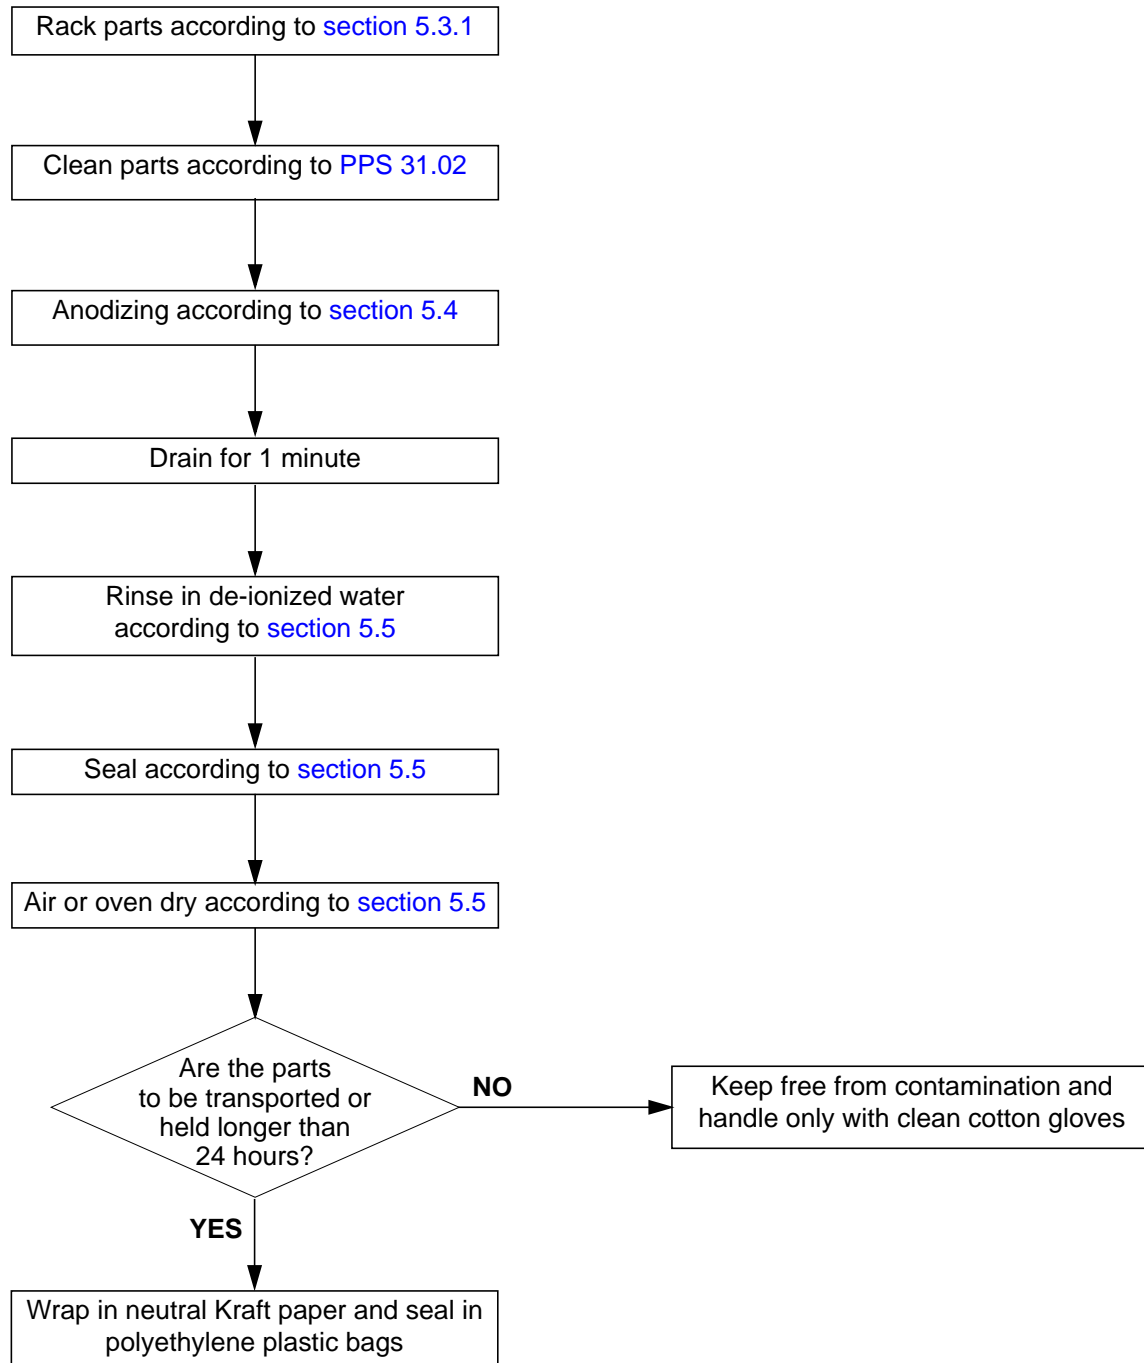 Rack parts according to section 5.3.1
Clean parts according to PPS 31.02
Anodizing according to section 5.4
Drain for 1 minute
Rinse in de-ionized water
according to section 5.5
Seal according to section 5.5
Air or oven dry according to section 5.5
Are the parts
to be transported or
held longer than
24 hours?
NO
Keep free from contamination and
handle only with clean cotton gloves
YES
Wrap in neutral Kraft paper and seal in
polyethylene plastic bags